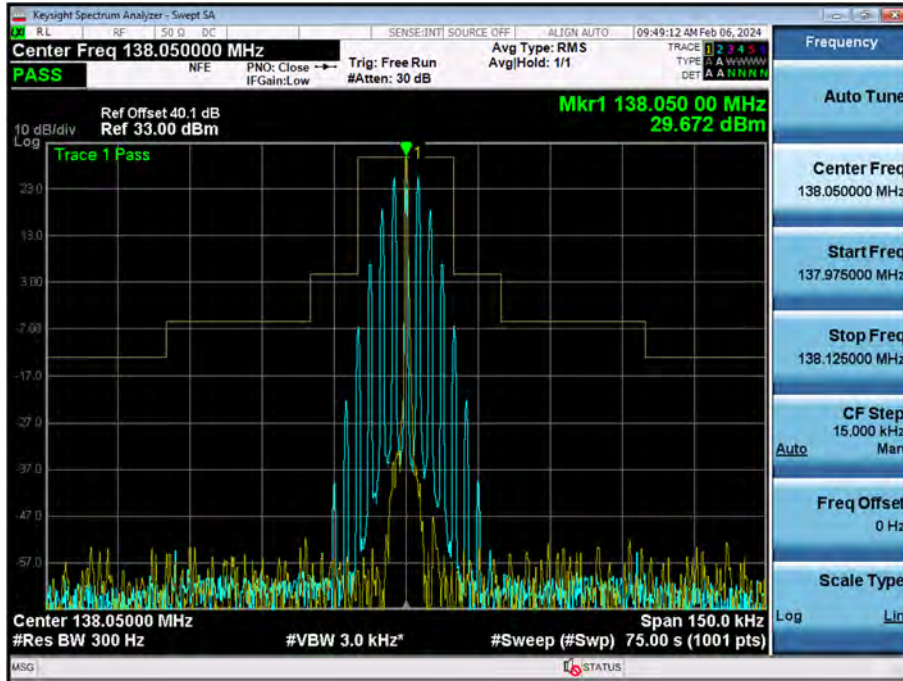 Keysight Spectrum Analyzer - Swept SA
RL RF 50 Ω DC SENSE:INT SOURCE OFF ALIGN AUTO 09:49:12 AM Feb 06, 2024
Center Freq 138.050000 MHz
PASS
NFE
PNO: Close
IFGain:Low
Trig: Free Run
#Atten: 30 dB
Avg Type: RMS
Avg|Hold: 1/1
TRACE 1 2 3 4 5 6
TYPE A A W W W W
DET A A N N N N
Mkr1 138.050 00 MHz
29.672 dBm
Ref Offset 40.1 dB
10 dB/div Ref 33.00 dBm
Log
Trace 1 Pass
1
23.0
13.0
3.00
-7.00
-17.0
-27.0
-37.0
-47.0
-57.0
Center 138.05000 MHz Span 150.0 kHz
#Res BW 300 Hz #VBW 3.0 kHz* #Sweep (#Swp) 75.00 s (1001 pts)
MSG STATUS
Frequency
Auto Tune
Center Freq
138.050000 MHz
Start Freq
137.975000 MHz
Stop Freq
138.125000 MHz
CF Step
15.000 kHz
Auto Man
Freq Offset
0 Hz
Scale Type
Log Lin